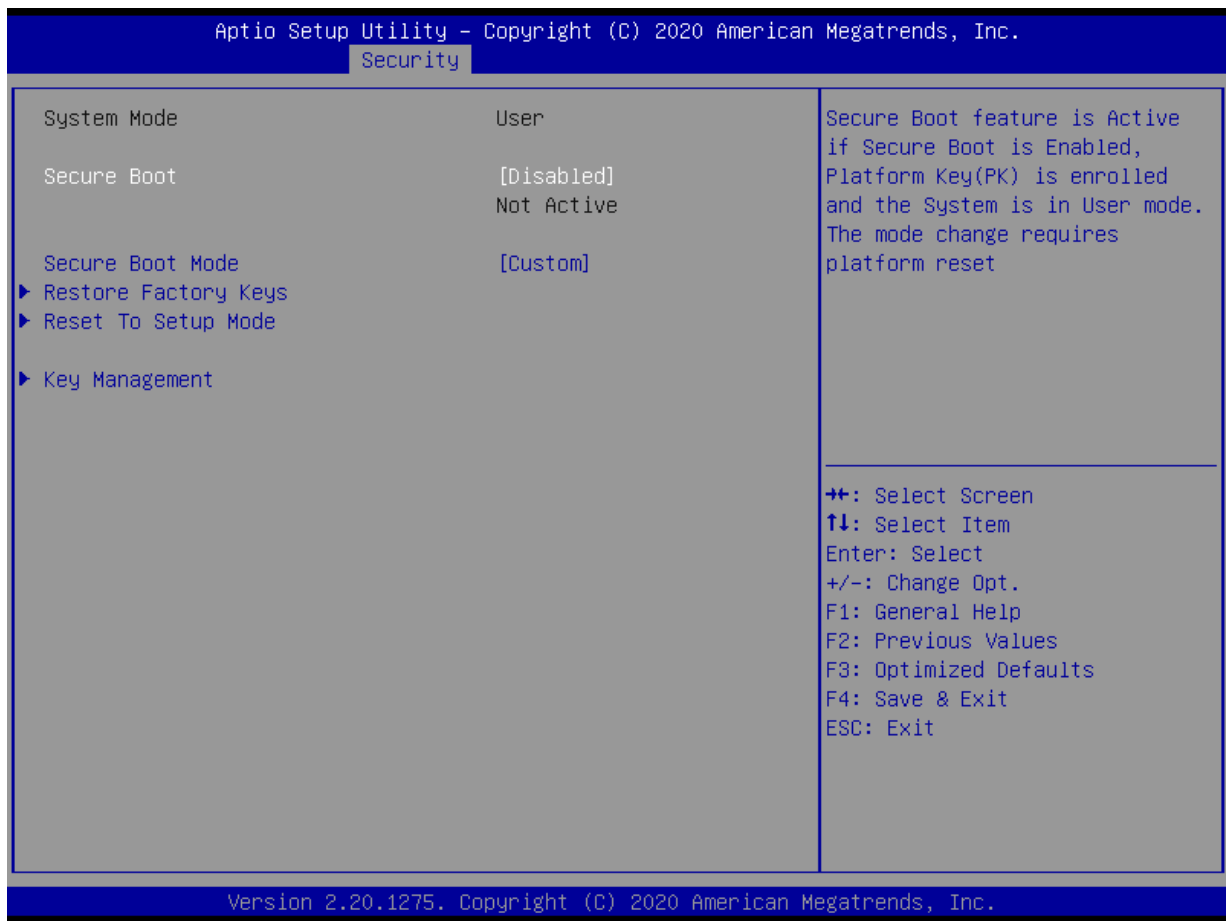 Aptio Setup Utility – Copyright (C) 2020 American Megatrends, Inc.
Security
System Mode User
Secure Boot [Disabled]
Not Active
Secure Boot Mode [Custom]
▶ Restore Factory Keys
▶ Reset To Setup Mode
▶ Key Management
Secure Boot feature is Active
if Secure Boot is Enabled,
Platform Key(PK) is enrolled
and the System is in User mode.
The mode change requires
platform reset
→←: Select Screen
↑↓: Select Item
Enter: Select
+/-: Change Opt.
F1: General Help
F2: Previous Values
F3: Optimized Defaults
F4: Save & Exit
ESC: Exit
Version 2.20.1275. Copyright (C) 2020 American Megatrends, Inc.